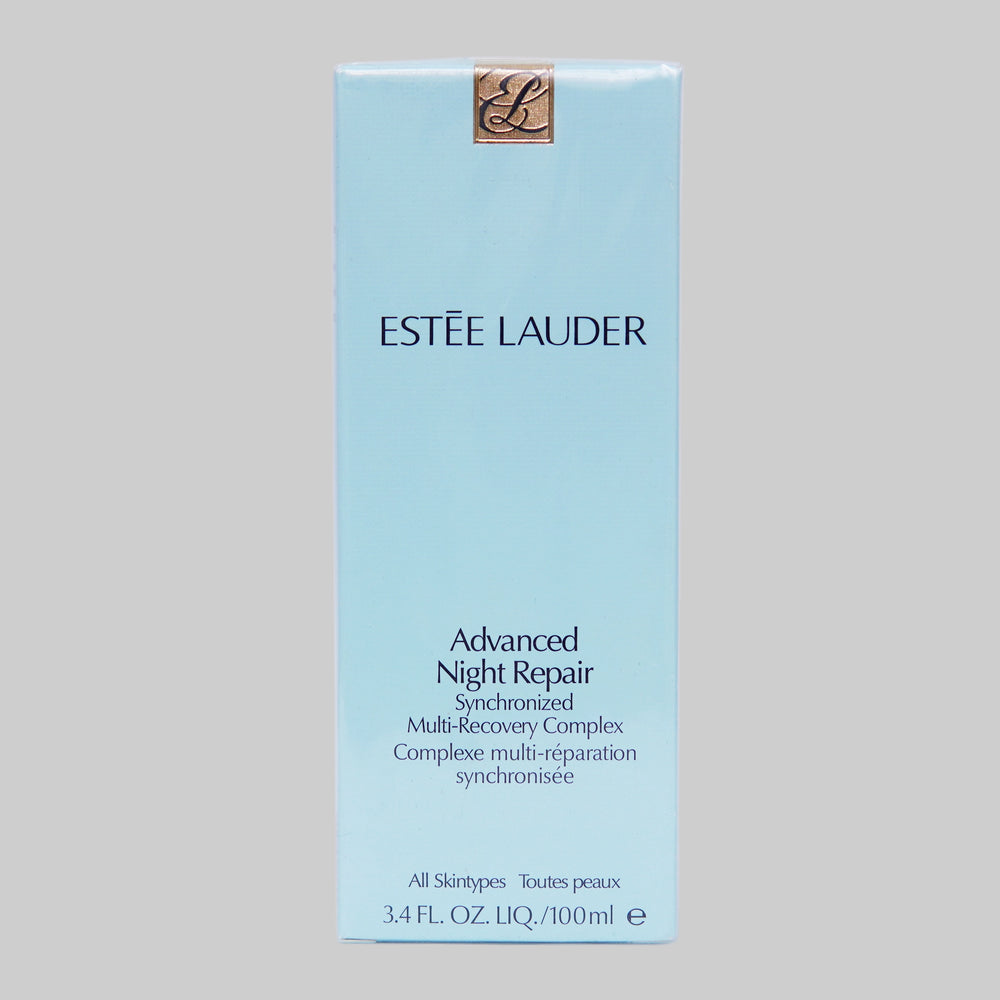 EL
ESTĒE LAUDER
Advanced
Night Repair
Synchronized
Multi-Recovery Complex
Complexe multi-réparation
synchronisée
All Skintypes Toutes peaux
3.4 FL. OZ. LIQ./100ml ℮